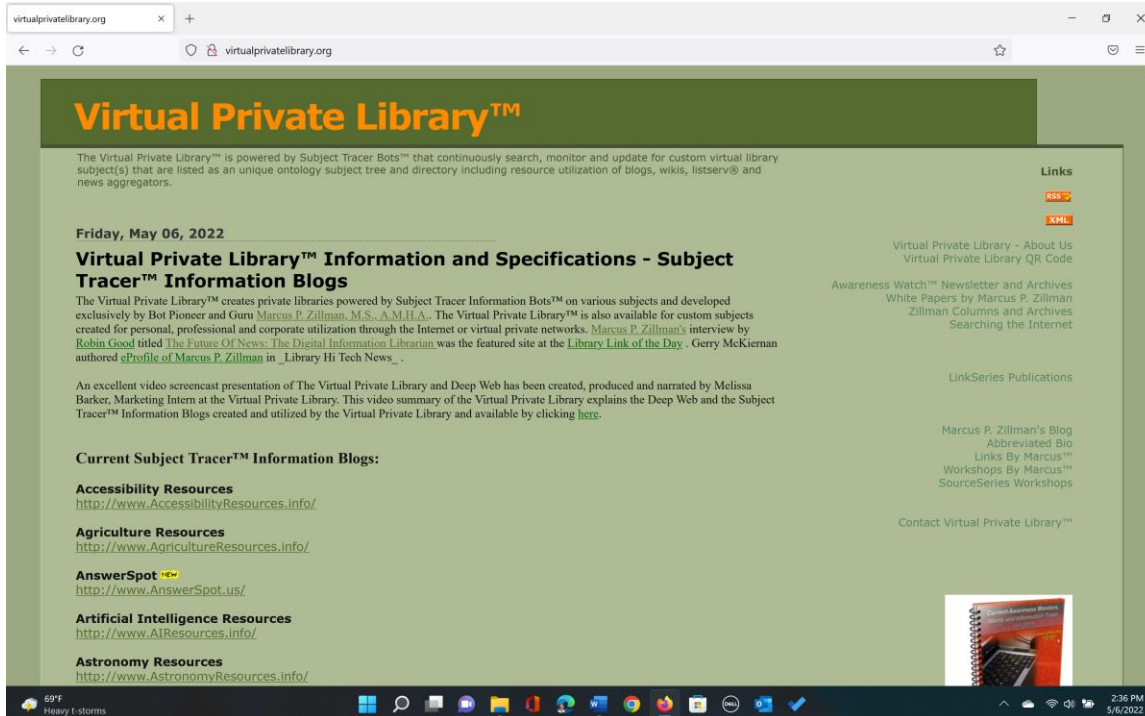 virtualprivatelibrary.org
virtualprivatelibrary.org
Virtual Private Library™
The Virtual Private Library™ is powered by Subject Tracer Bots™ that continuously search, monitor and update for custom virtual library
subject(s) that are listed as an unique ontology subject tree and directory including resource utilization of blogs, wikis, listserv® and
news aggregators.
Friday, May 06, 2022
Virtual Private Library™ Information and Specifications - Subject
Tracer™ Information Blogs
The Virtual Private Library™ creates private libraries powered by Subject Tracer Information Bots™ on various subjects and developed
exclusively by Bot Pioneer and Guru Marcus P. Zillman, M.S., A.M.H.A.. The Virtual Private Library™ is also available for custom subjects
created for personal, professional and corporate utilization through the Internet or virtual private networks. Marcus P. Zillman's interview by
Robin Good titled The Future Of News: The Digital Information Librarian was the featured site at the Library Link of the Day . Gerry McKiernan
authored eProfile of Marcus P. Zillman in _Library Hi Tech News_ .
An excellent video screencast presentation of The Virtual Private Library and Deep Web has been created, produced and narrated by Melissa
Barker, Marketing Intern at the Virtual Private Library. This video summary of the Virtual Private Library explains the Deep Web and the Subject
Tracer™ Information Blogs created and utilized by the Virtual Private Library and available by clicking here.
Current Subject Tracer™ Information Blogs:
Accessibility Resources
http://www.AccessibilityResources.info/
Agriculture Resources
http://www.AgricultureResources.info/
AnswerSpot NEW
http://www.AnswerSpot.us/
Artificial Intelligence Resources
http://www.AIResources.info/
Astronomy Resources
http://www.AstronomyResources.info/
Links
RSS
XML
Virtual Private Library - About Us
Virtual Private Library QR Code
Awareness Watch™ Newsletter and Archives
White Papers by Marcus P. Zillman
Zillman Columns and Archives
Searching the Internet
LinkSeries Publications
Marcus P. Zillman's Blog
Abbreviated Bio
Links By Marcus™
Workshops By Marcus™
SourceSeries Workshops
Contact Virtual Private Library™
69°F
Heavy t-storms
DELL
2:36 PM
5/6/2022